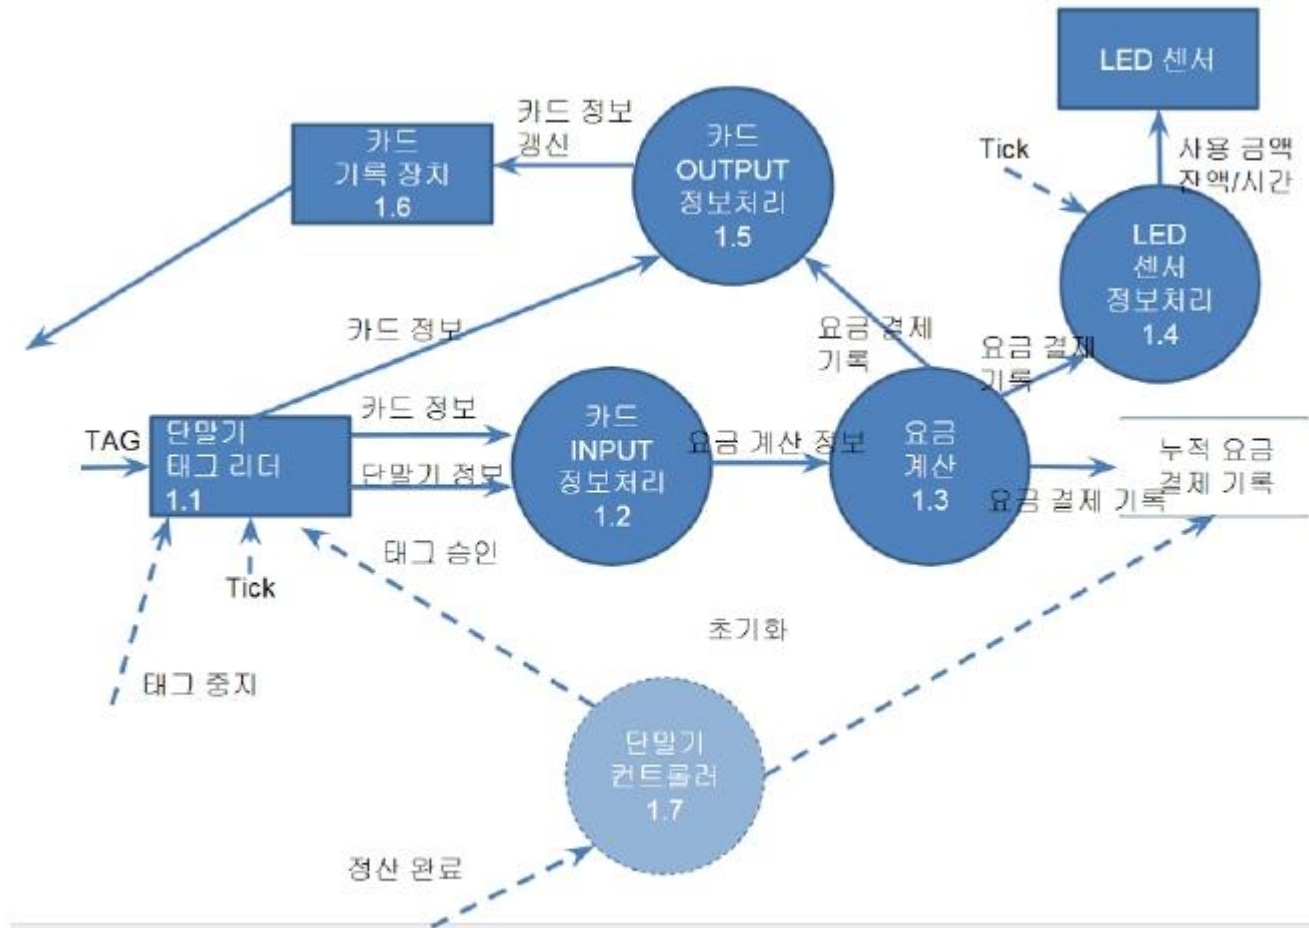 LED 센서
카드 정보
갱신
카드
기록 장치
1.6
카드
OUTPUT
정보처리
1.5
Tick
사용 금액
잔액/시간
LED
센서
정보처리
1.4
카드 정보
요금 결제
기록
요금 결제
기록
TAG
단말기
태그 리더
1.1
카드 정보
단말기 정보
카드
INPUT
정보처리
1.2
요금 계산 정보
요금
계산
1.3
누적 요금
결제 기록
요금 결제 기록
태그 승인
Tick
태그 중지
초기화
단말기
컨트롤러
1.7
정산 완료